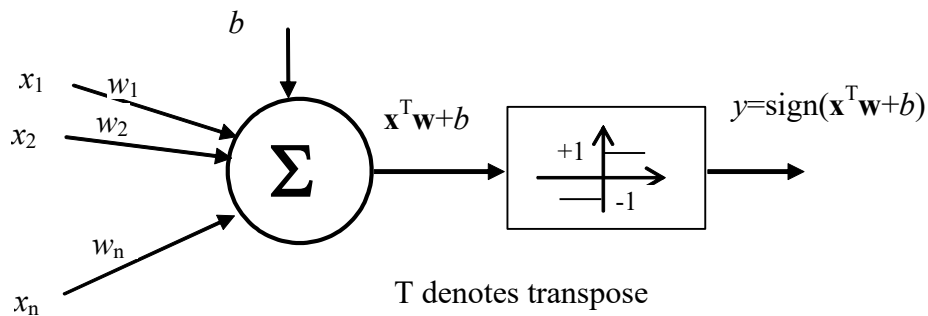 b
x₁
w₁
x₂
w₂
Σ
xᵀw+b
y=sign(xᵀw+b)
+1
-1
wₙ
xₙ
T denotes transpose